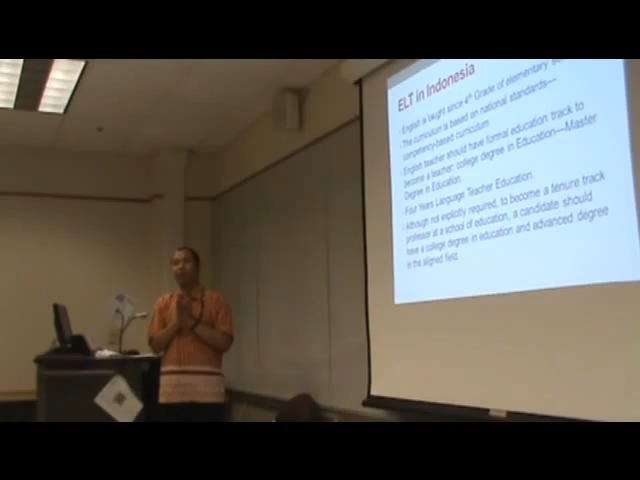 ELT in Indonesia
- English is taught since 4th Grade of elementary
- The curriculum is based on national standards—
competency-based curriculum
- English teacher should have formal education track to
become a teacher: college degree in Education—Master
Degree in Education.
- Four Years Language Teacher Education.
- Although not explicitly required, to become a tenure track
professor at a school of education, a candidate should
have a college degree in education and advanced degree
in the aligned field.